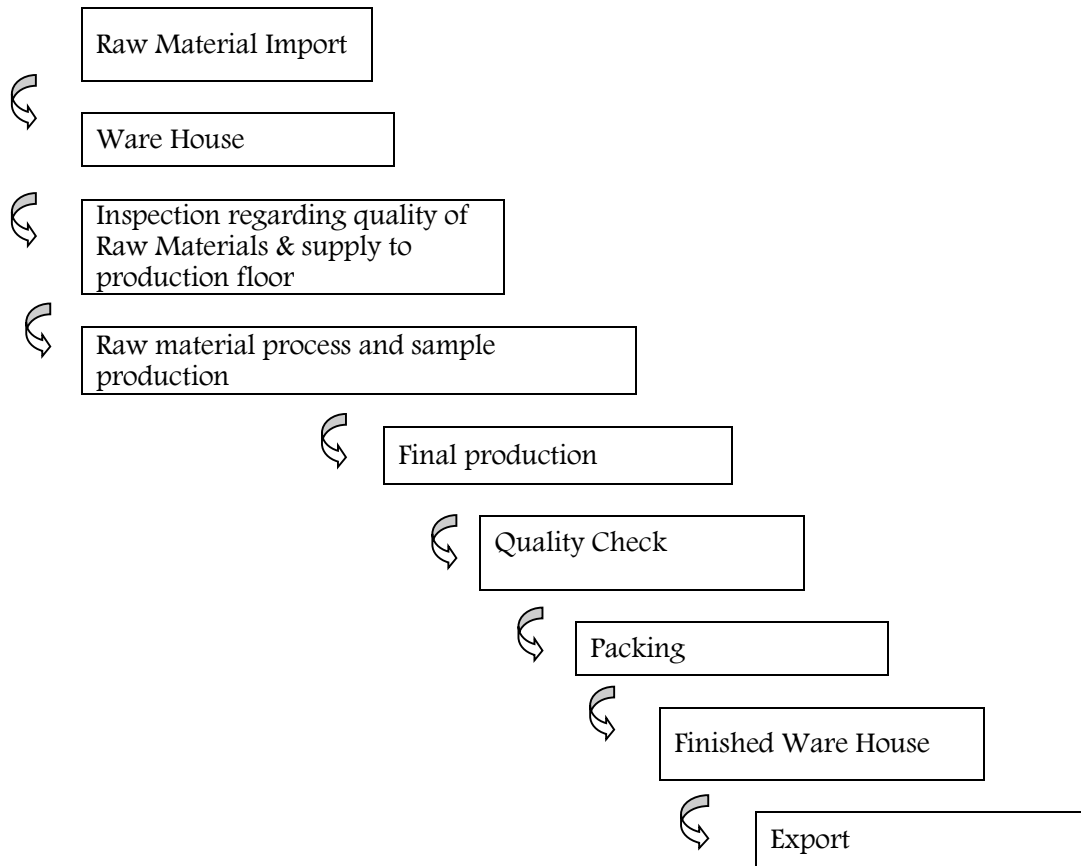 Raw Material Import
Ware House
Inspection regarding quality of
Raw Materials & supply to
production floor
Raw material process and sample
production
Final production
Quality Check
Packing
Finished Ware House
Export